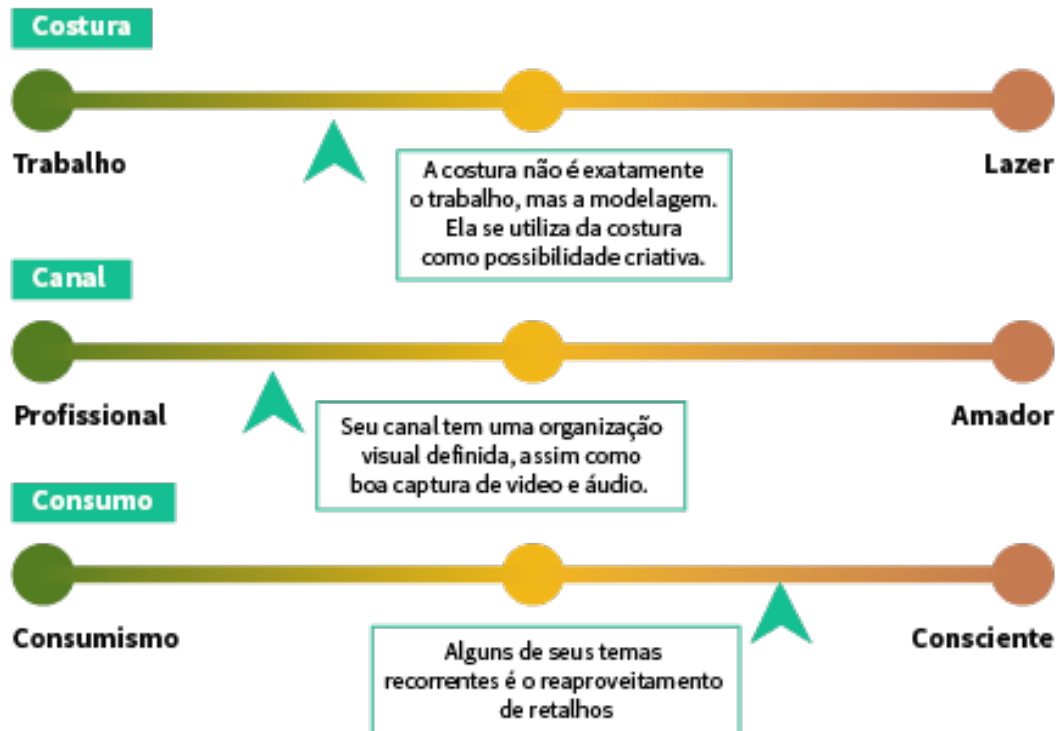 Costura
Trabalho
Lazer
A costura não é exatamente
o trabalho, mas a modelagem.
Ela se utiliza da costura
como possibilidade criativa.
Canal
Profissional
Amador
Seu canal tem uma organização
visual definida, assim como
boa captura de video e áudio.
Consumo
Consumismo
Consciente
Alguns de seus temas
recorrentes é o reaproveitamento
de retalhos